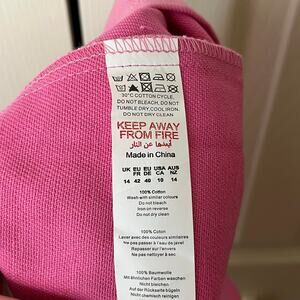 30°C COTTON CYCLE,
DO NOT BLEACH, DO NOT
TUMBLE DRY,COOL IRON.
DO NOT DRY CLEAN
KEEP AWAY
FROM FIRE
أبعدها عن النار
Made in China
UK EU EU USA AUS
FR DE CA NZ
14 42 40 10 14
100% Cotton
Wash with similar colours
Do not bleach
Iron on reverse
Do not dry clean
100% Coton
Laver avec des couleurs similaires
Ne pas passer à l'eau de javel
Repasser sur l'envers
Ne pas nettoyer à sec
100% Baumwolle
Mit ähnlichen Farben waschen
Nicht bleichen
Auf der Rückseite bügeln
Nicht chemisch reinigen